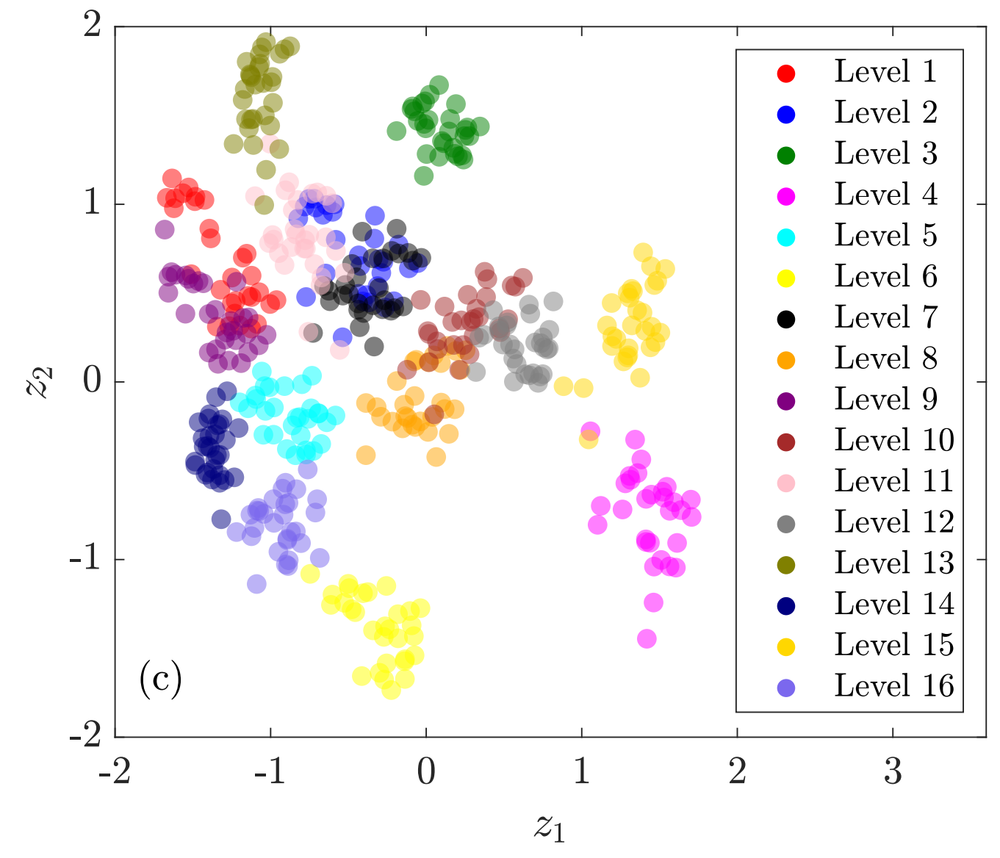 2
1
0
-1
-2
z2
-2 -1 0 1 2 3
z1
(c)
Level 1
Level 2
Level 3
Level 4
Level 5
Level 6
Level 7
Level 8
Level 9
Level 10
Level 11
Level 12
Level 13
Level 14
Level 15
Level 16